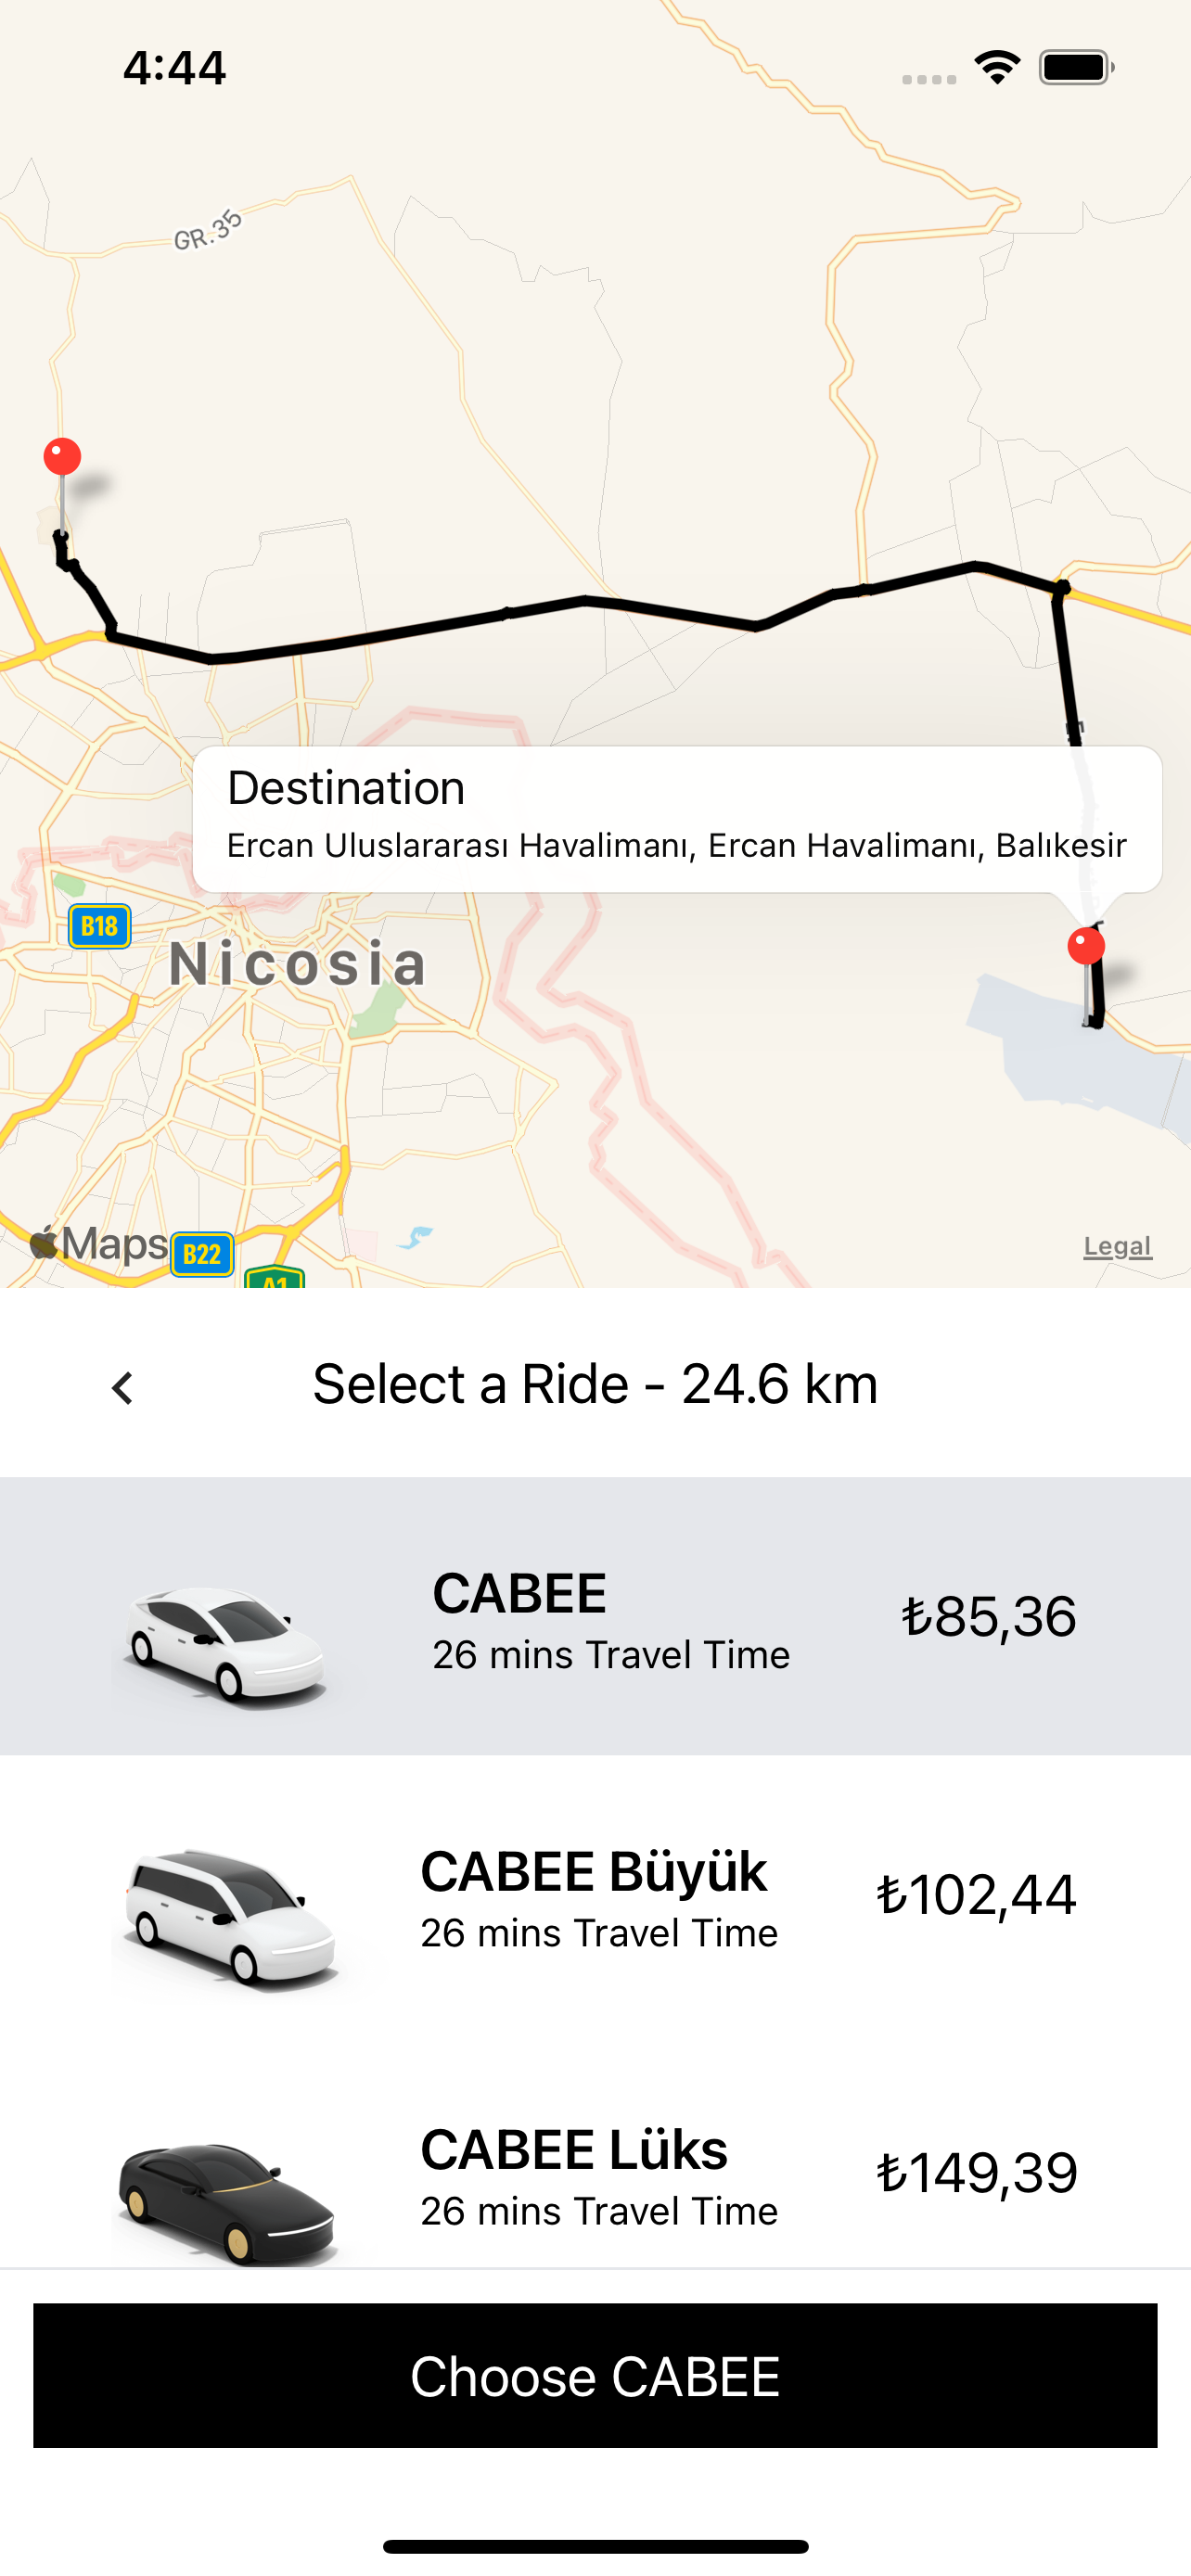 4:44
GR.35
Destination
Ercan Uluslararası Havalimanı, Ercan Havalimanı, Balıkesir
B18
Nicosia
Maps
B22
A1
Legal
Select a Ride - 24.6 km
CABEE
26 mins Travel Time
₺85,36
CABEE Büyük
26 mins Travel Time
₺102,44
CABEE Lüks
26 mins Travel Time
₺149,39
Choose CABEE